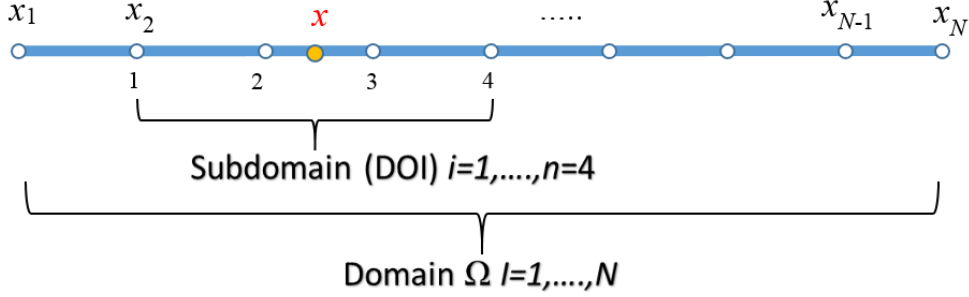 x1 x2 x ..... xN-1 xN
1 2 3 4
Subdomain (DOI) i=1,....,n=4
Domain Ω I=1,....,N